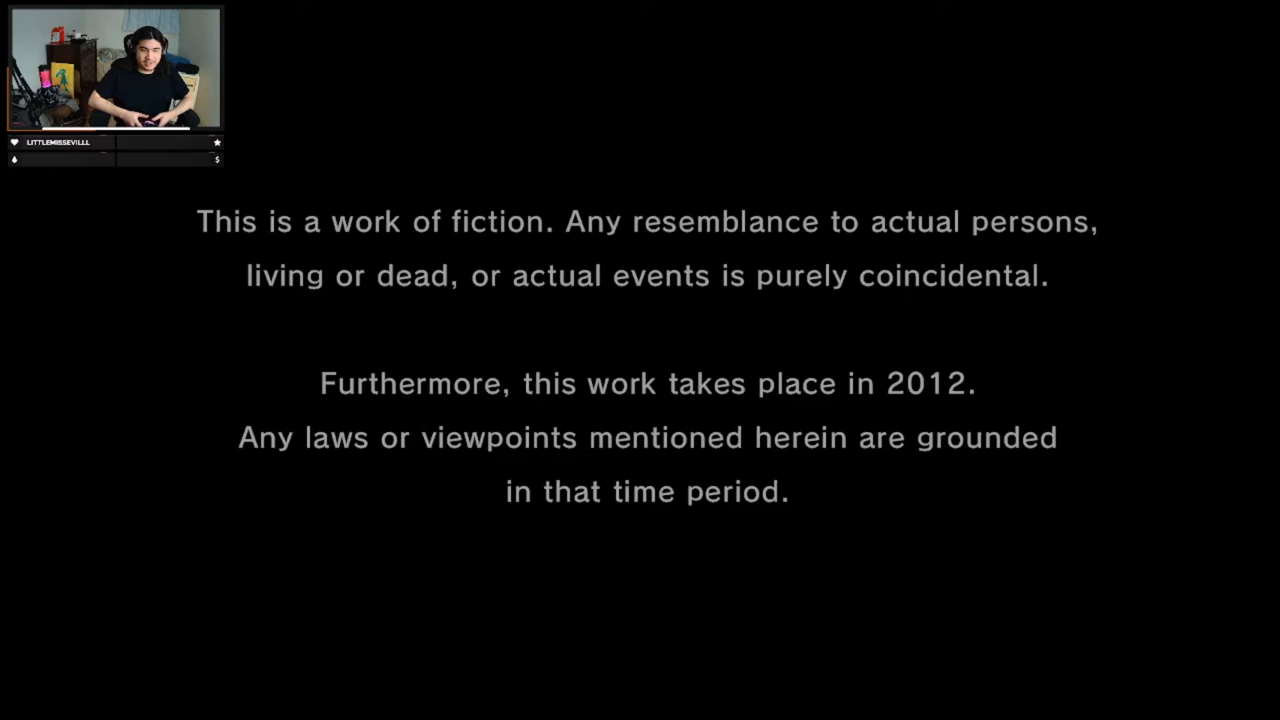 LITTLEMISSEVILLL
$
This is a work of fiction. Any resemblance to actual persons,
living or dead, or actual events is purely coincidental.
Furthermore, this work takes place in 2012.
Any laws or viewpoints mentioned herein are grounded
in that time period.